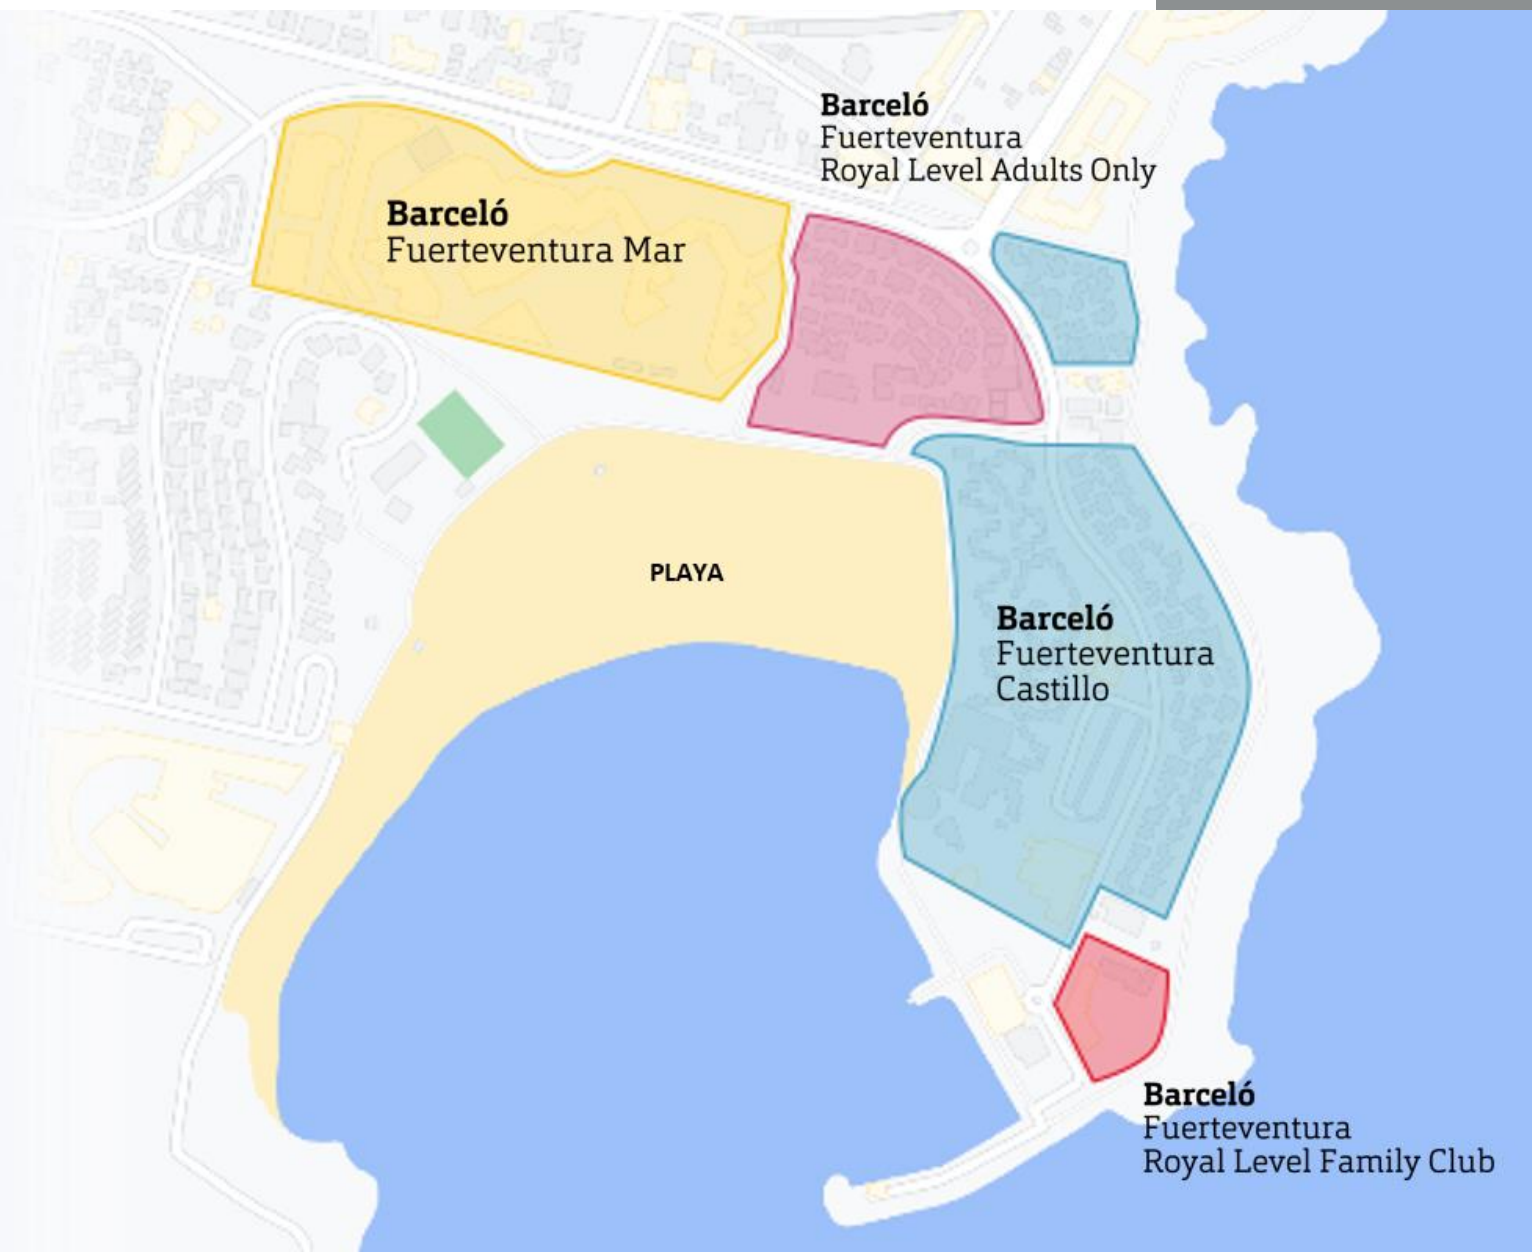 Barceló
Fuerteventura
Royal Level Adults Only
Barceló
Fuerteventura Mar
PLAYA
Barceló
Fuerteventura
Castillo
Barceló
Fuerteventura
Royal Level Family Club